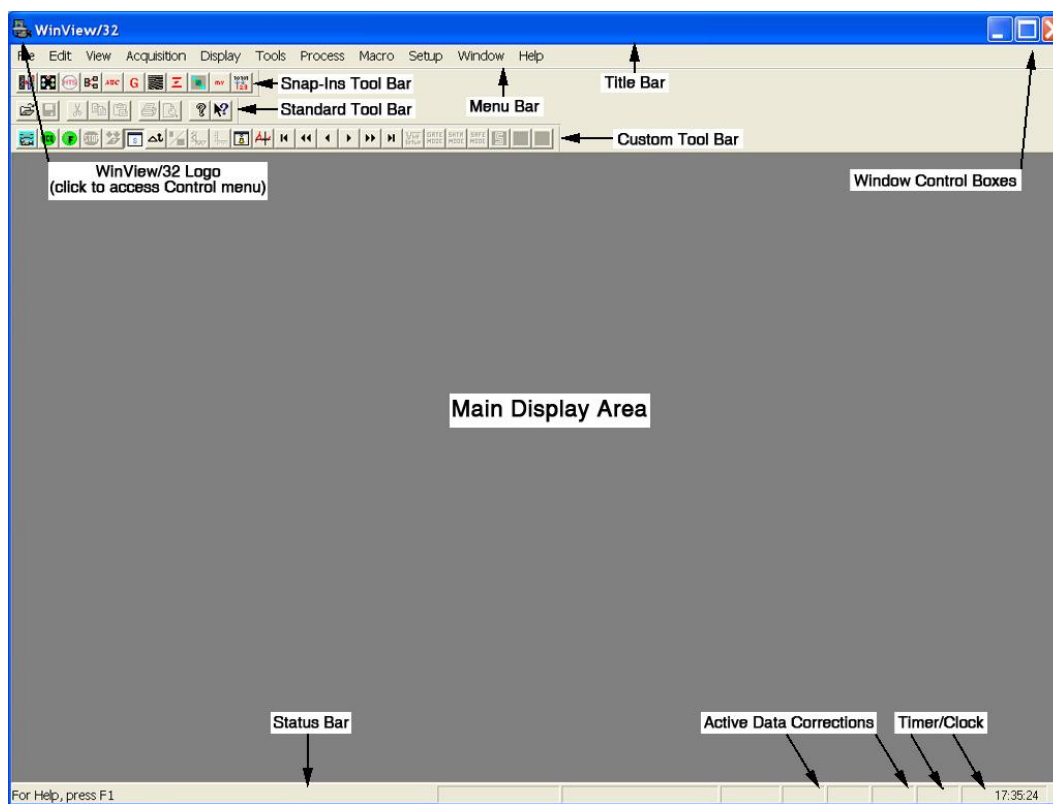 WinView/32
File Edit View Acquisition Display Tools Process Macro Setup Window Help
Title Bar
ABC G Σ mv
Snap-Ins Tool Bar
Menu Bar
Standard Tool Bar
Custom Tool Bar
WinView/32 Logo
(click to access Control menu)
Window Control Boxes
Main Display Area
Status Bar
Active Data Corrections
Timer/Clock
For Help, press F1
17:35:24